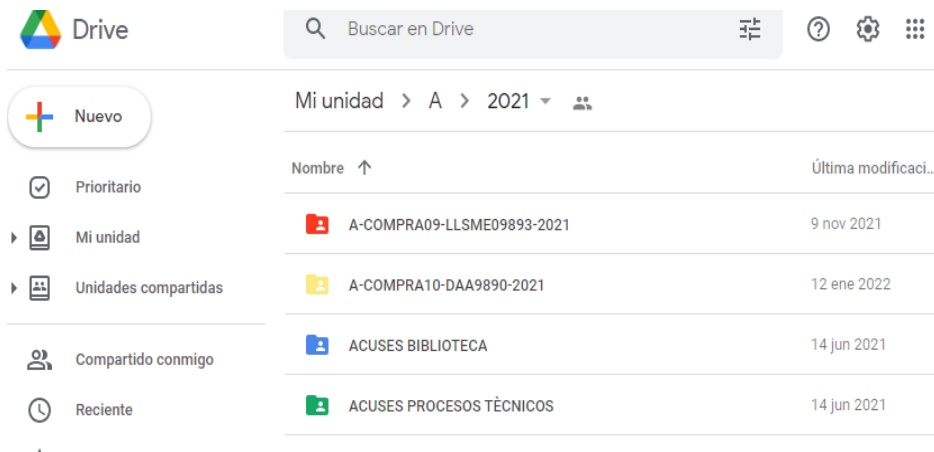 Drive
Buscar en Drive
Nuevo
Mi unidad > A > 2021
Nombre ↑
Última modificaci...
Prioritario
Mi unidad
Unidades compartidas
Compartido conmigo
Reciente
A-COMPRA09-LLSME09893-2021
9 nov 2021
A-COMPRA10-DAA9890-2021
12 ene 2022
ACUSES BIBLIOTECA
14 jun 2021
ACUSES PROCESOS TÈCNICOS
14 jun 2021